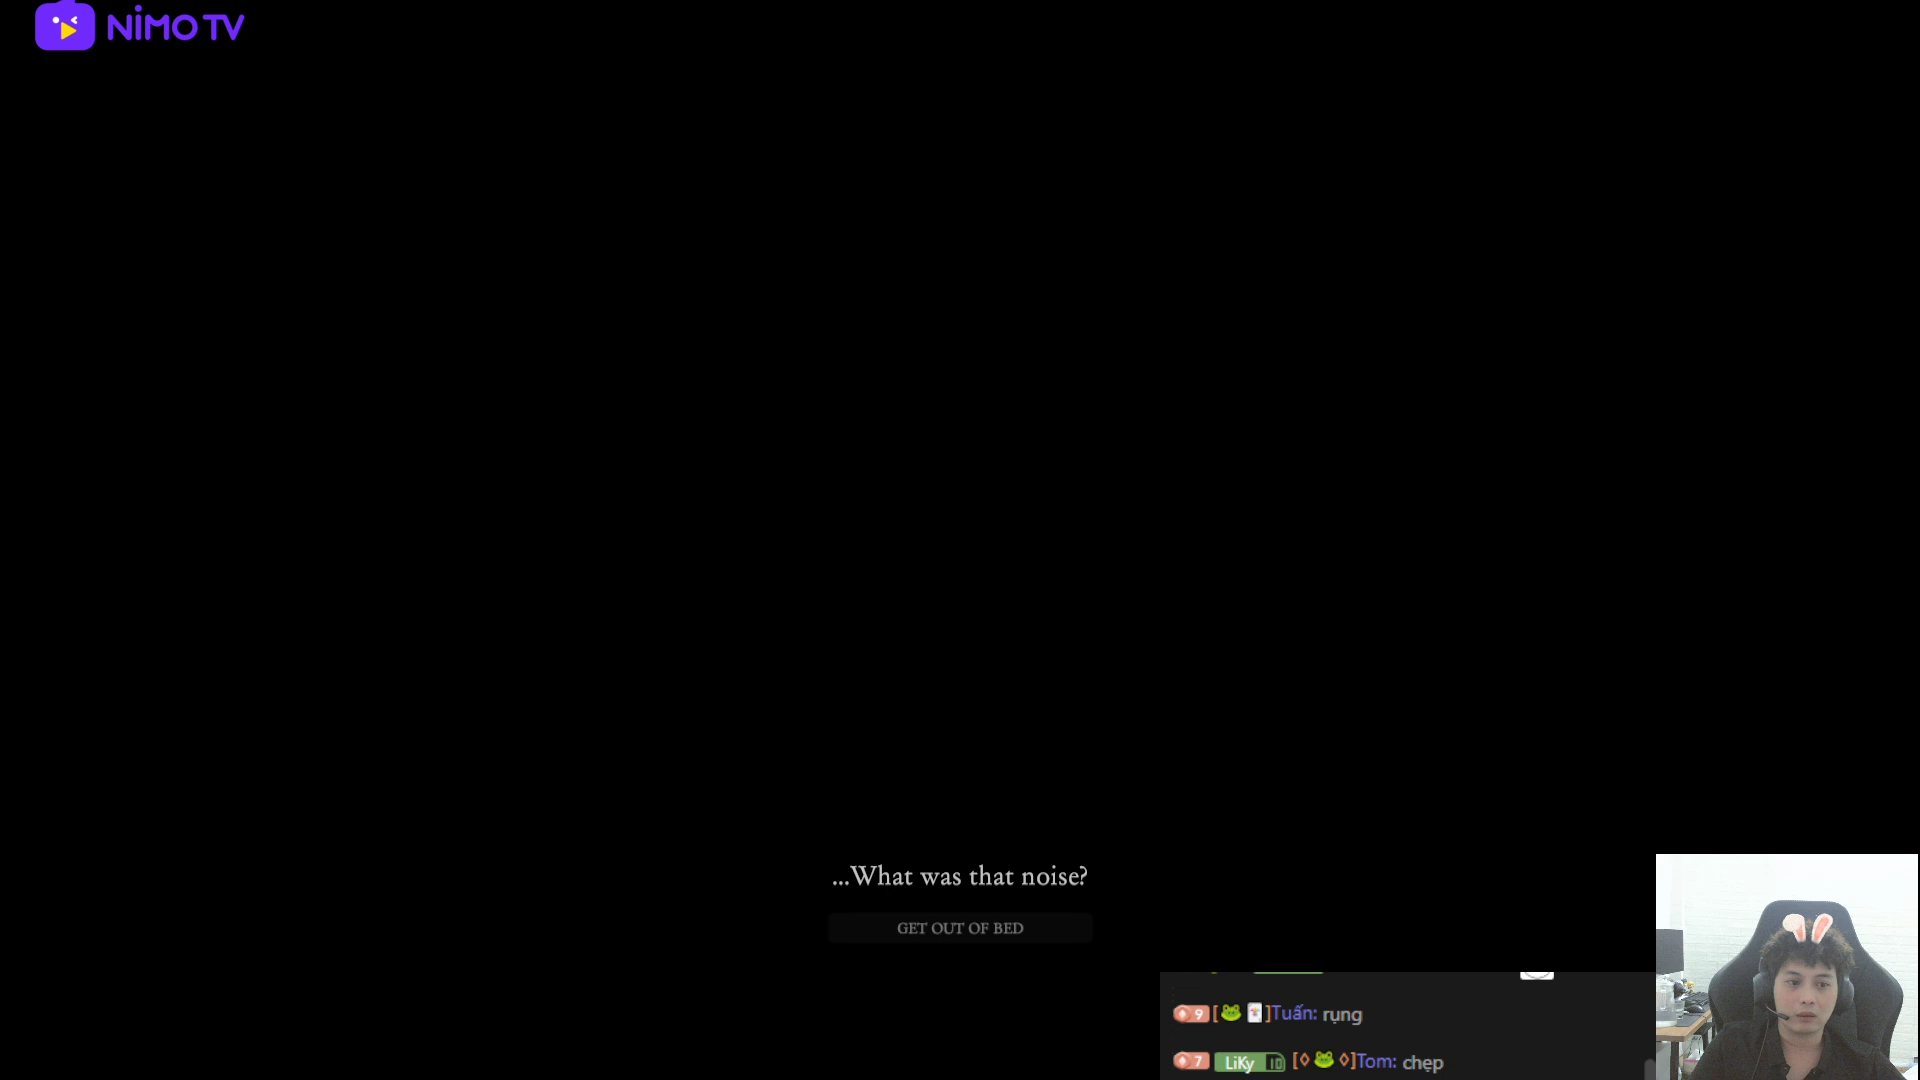 NIMO TV
...What was that noise?
GET OUT OF BED
9 [🐸🃏]Tuấn: rụng
7 LiKy 10 [◊🐸◊]Tom: chẹp